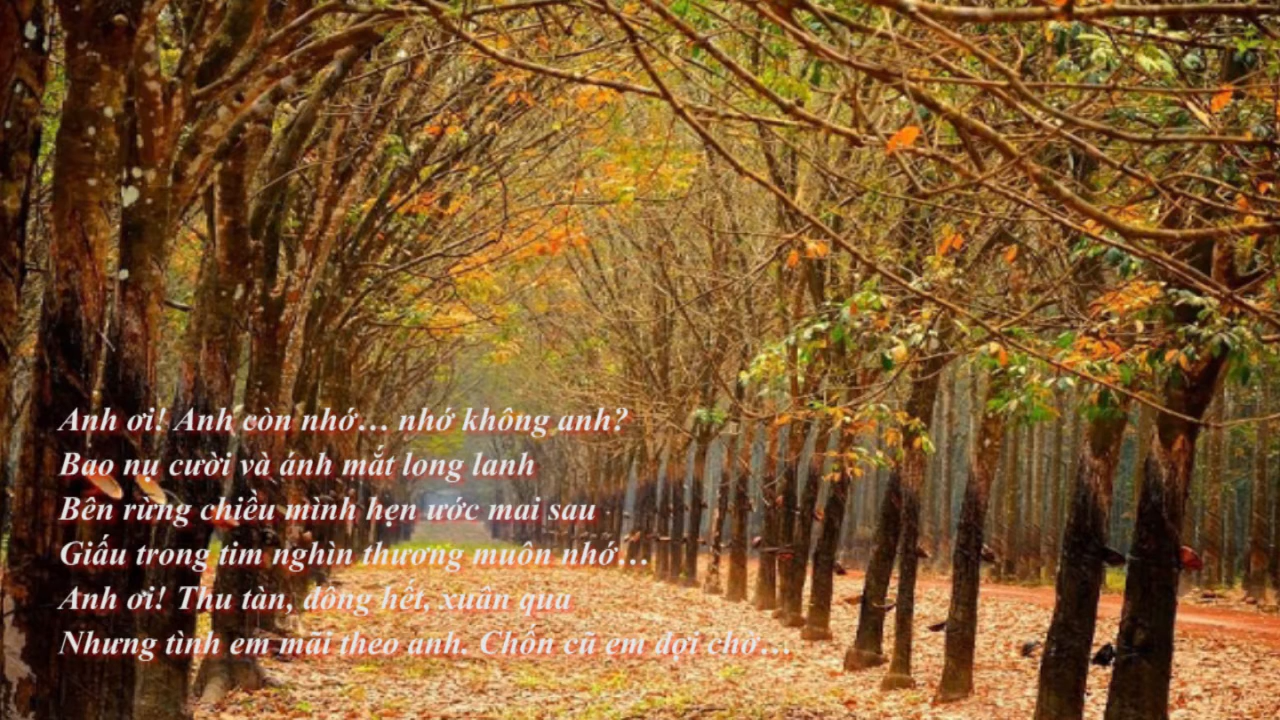 Anh ơi! Anh còn nhớ… nhớ không anh?
Bao nụ cười và ánh mắt long lanh
Bên rừng chiều mình hẹn ước mai sau
Giấu trong tim nghìn thương muôn nhớ…
Anh ơi! Thu tàn, đông hết, xuân qua
Nhưng tình em mãi theo anh. Chốn cũ em đợi chờ…